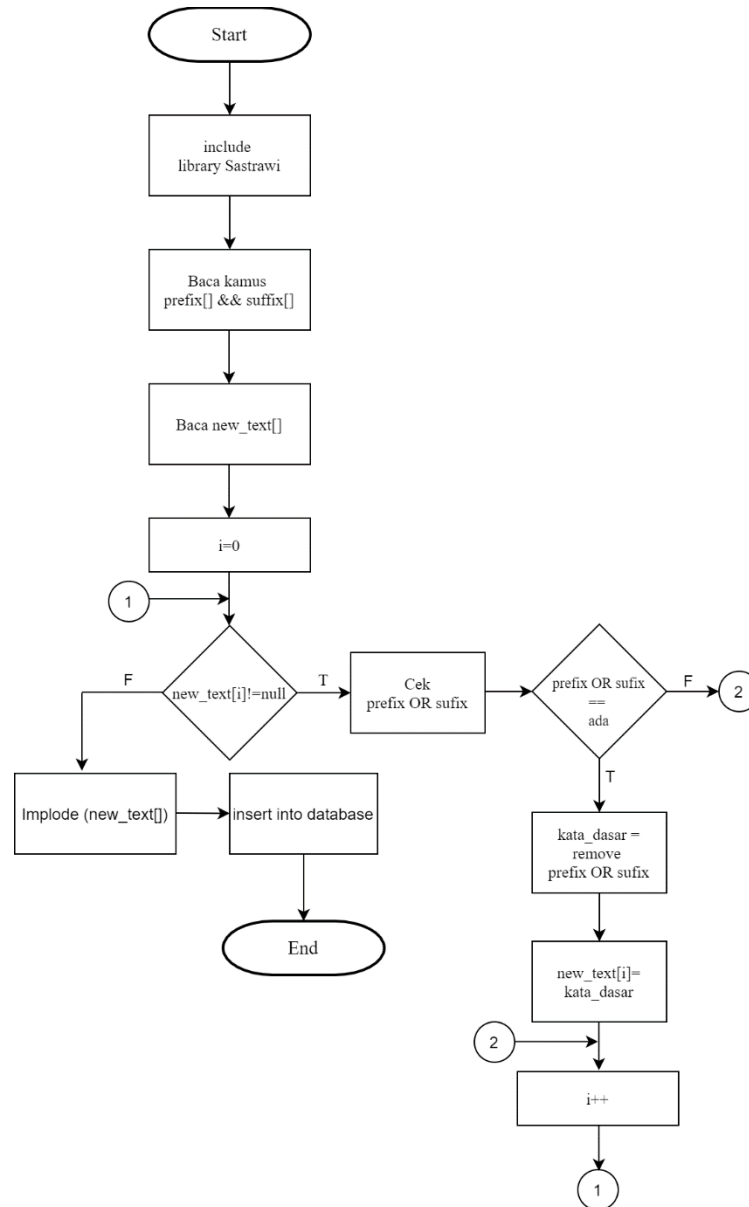 Start
include
library Sastrawi
Baca kamus
prefix[] && suffix[]
Baca new_text[]
i=0
1
new_text[i]!=null
F
T
Cek
prefix OR sufix
prefix OR sufix
==
ada
F
2
T
Implode (new_text[])
insert into database
End
kata_dasar =
remove
prefix OR sufix
new_text[i]=
kata_dasar
2
i++
1